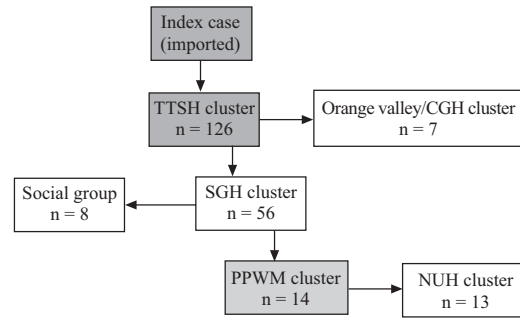 Index case
(imported)
TTSH cluster
n = 126
Orange valley/CGH cluster
n = 7
Social group
n = 8
SGH cluster
n = 56
PPWM cluster
n = 14
NUH cluster
n = 13